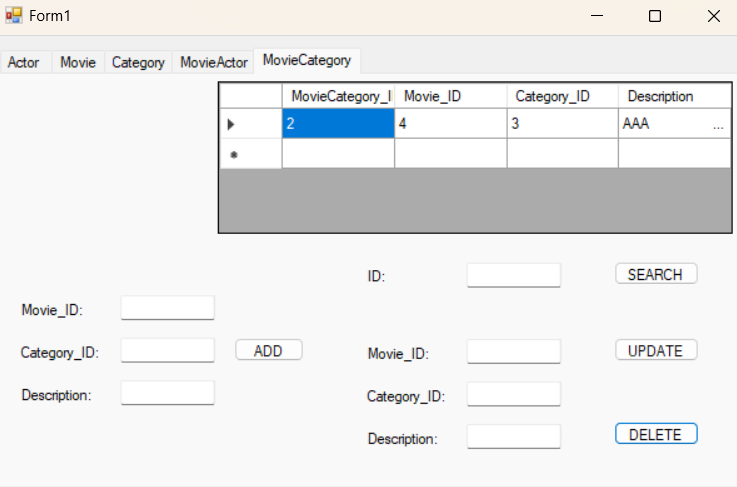 Form1
Actor Movie Category MovieActor MovieCategory
MovieCategory_I Movie_ID Category_ID Description
2 4 3 AAA ...
*
ID: SEARCH
Movie_ID:
Category_ID: ADD Movie_ID: UPDATE
Description: Category_ID:
Description: DELETE